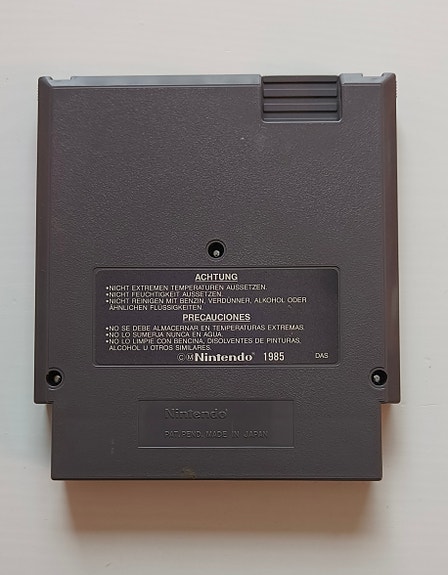 ACHTUNG
•NICHT EXTREMEN TEMPERATUREN AUSSETZEN.
•NICHT FEUCHTIGKEIT AUSSETZEN.
•NICHT REINIGEN MIT BENZIN, VERDÜNNER, ALKOHOL ODER
ÄHNLICHEN FLÜSSIGKEITEN.
PRECAUCIONES
•NO SE DEBE ALMACERNAR EN TEMPERATURAS EXTREMAS.
•NO LO SUMERJA NUNCA EN AGUA.
•NO LO LIMPIE CON BENCINA, DISOLVENTES DE PINTURAS,
ALCOHOL U OTROS SIMILARES.
©M Nintendo 1985 DAS
Nintendo
PAT. PEND. MADE IN JAPAN